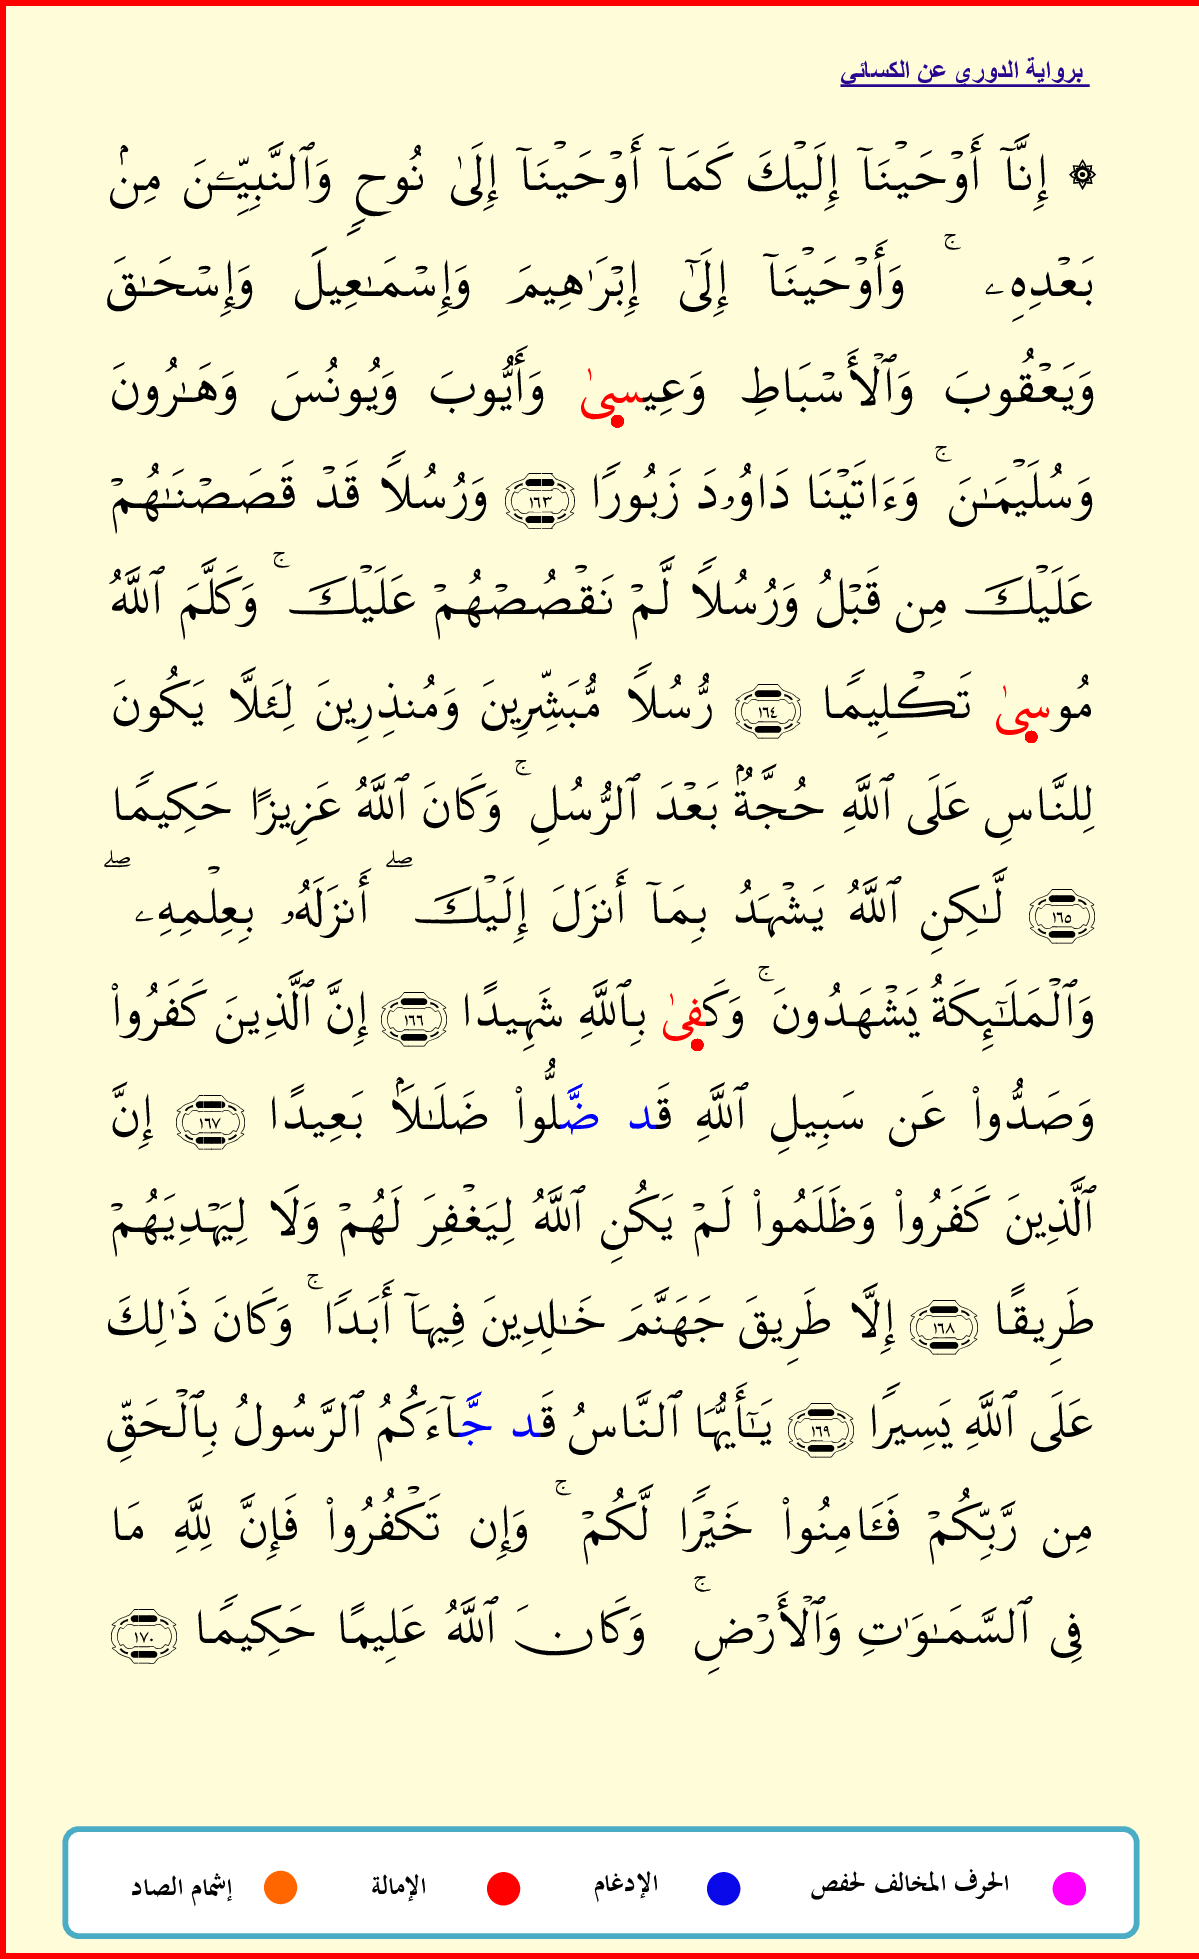 برواية الدوري عن الكسائي
۞ إِنَّآ أَوۡحَيۡنَآ إِلَيۡكَ كَمَآ أَوۡحَيۡنَآ إِلَىٰ نُوحٖ وَٱلنَّبِيِّـۧنَ مِنۢ
بَعۡدِهِۦۚ وَأَوۡحَيۡنَآ إِلَىٰٓ إِبۡرَٰهِيمَ وَإِسۡمَٰعِيلَ وَإِسۡحَٰقَ
وَيَعۡقُوبَ وَٱلۡأَسۡبَاطِ وَعِيسىٰ وَأَيُّوبَ وَيُونُسَ وَهَٰرُونَ
وَسُلَيۡمَٰنَۚ وَءَاتَيۡنَا دَاوُۥدَ زَبُورٗا ١٦٣ وَرُسُلٗا قَدۡ قَصَصۡنَٰهُمۡ
عَلَيۡكَ مِن قَبۡلُ وَرُسُلٗا لَّمۡ نَقۡصُصۡهُمۡ عَلَيۡكَۚ وَكَلَّمَ ٱللَّهُ
مُوسىٰ تَكۡلِيمٗا ١٦٤ رُّسُلٗا مُّبَشِّرِينَ وَمُنذِرِينَ لِئَلَّا يَكُونَ
لِلنَّاسِ عَلَى ٱللَّهِ حُجَّةُۢ بَعۡدَ ٱلرُّسُلِۚ وَكَانَ ٱللَّهُ عَزِيزًا حَكِيمٗا
١٦٥ لَّٰكِنِ ٱللَّهُ يَشۡهَدُ بِمَآ أَنزَلَ إِلَيۡكَۖ أَنزَلَهُۥ بِعِلۡمِهِۦۖ
وَٱلۡمَلَٰٓئِكَةُ يَشۡهَدُونَۚ وَكَفىٰ بِٱللَّهِ شَهِيدًا ١٦٦ إِنَّ ٱلَّذِينَ كَفَرُواْ
وَصَدُّواْ عَن سَبِيلِ ٱللَّهِ قَد ضَّلُّواْ ضَلَٰلَۢا بَعِيدًا ١٦٧ إِنَّ
ٱلَّذِينَ كَفَرُواْ وَظَلَمُواْ لَمۡ يَكُنِ ٱللَّهُ لِيَغۡفِرَ لَهُمۡ وَلَا لِيَهۡدِيَهُمۡ
طَرِيقًا ١٦٨ إِلَّا طَرِيقَ جَهَنَّمَ خَٰلِدِينَ فِيهَآ أَبَدٗاۚ وَكَانَ ذَٰلِكَ
عَلَى ٱللَّهِ يَسِيرٗا ١٦٩ يَٰٓأَيُّهَا ٱلنَّاسُ قَد جَّآءَكُمُ ٱلرَّسُولُ بِٱلۡحَقِّ
مِن رَّبِّكُمۡ فَـَٔامِنُواْ خَيۡرٗا لَّكُمۡۚ وَإِن تَكۡفُرُواْ فَإِنَّ لِلَّهِ مَا
فِي ٱلسَّمَٰوَٰتِ وَٱلۡأَرۡضِۚ وَكَانَ ٱللَّهُ عَلِيمًا حَكِيمٗا ١٧٠
الحرف المخالف لحفص الإدغام الإمالة إشمام الصاد